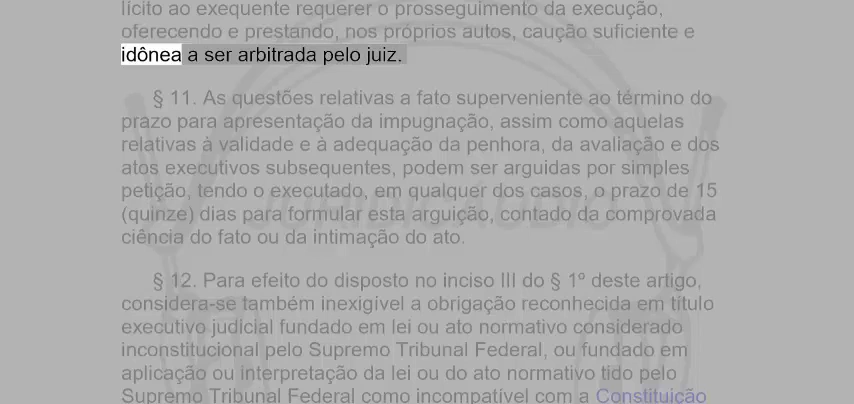 lícito ao exequente requerer o prosseguimento da execução,
oferecendo e prestando, nos próprios autos, caução suficiente e
idônea a ser arbitrada pelo juiz.
§ 11. As questões relativas a fato superveniente ao término do
prazo para apresentação da impugnação, assim como aquelas
relativas à validade e à adequação da penhora, da avaliação e dos
atos executivos subsequentes, podem ser arguidas por simples
petição, tendo o executado, em qualquer dos casos, o prazo de 15
(quinze) dias para formular esta arguição, contado da comprovada
ciência do fato ou da intimação do ato.
§ 12. Para efeito do disposto no inciso III do § 1º deste artigo,
considera-se também inexigível a obrigação reconhecida em título
executivo judicial fundado em lei ou ato normativo considerado
inconstitucional pelo Supremo Tribunal Federal, ou fundado em
aplicação ou interpretação da lei ou do ato normativo tido pelo
Supremo Tribunal Federal como incompatível com a Constituição